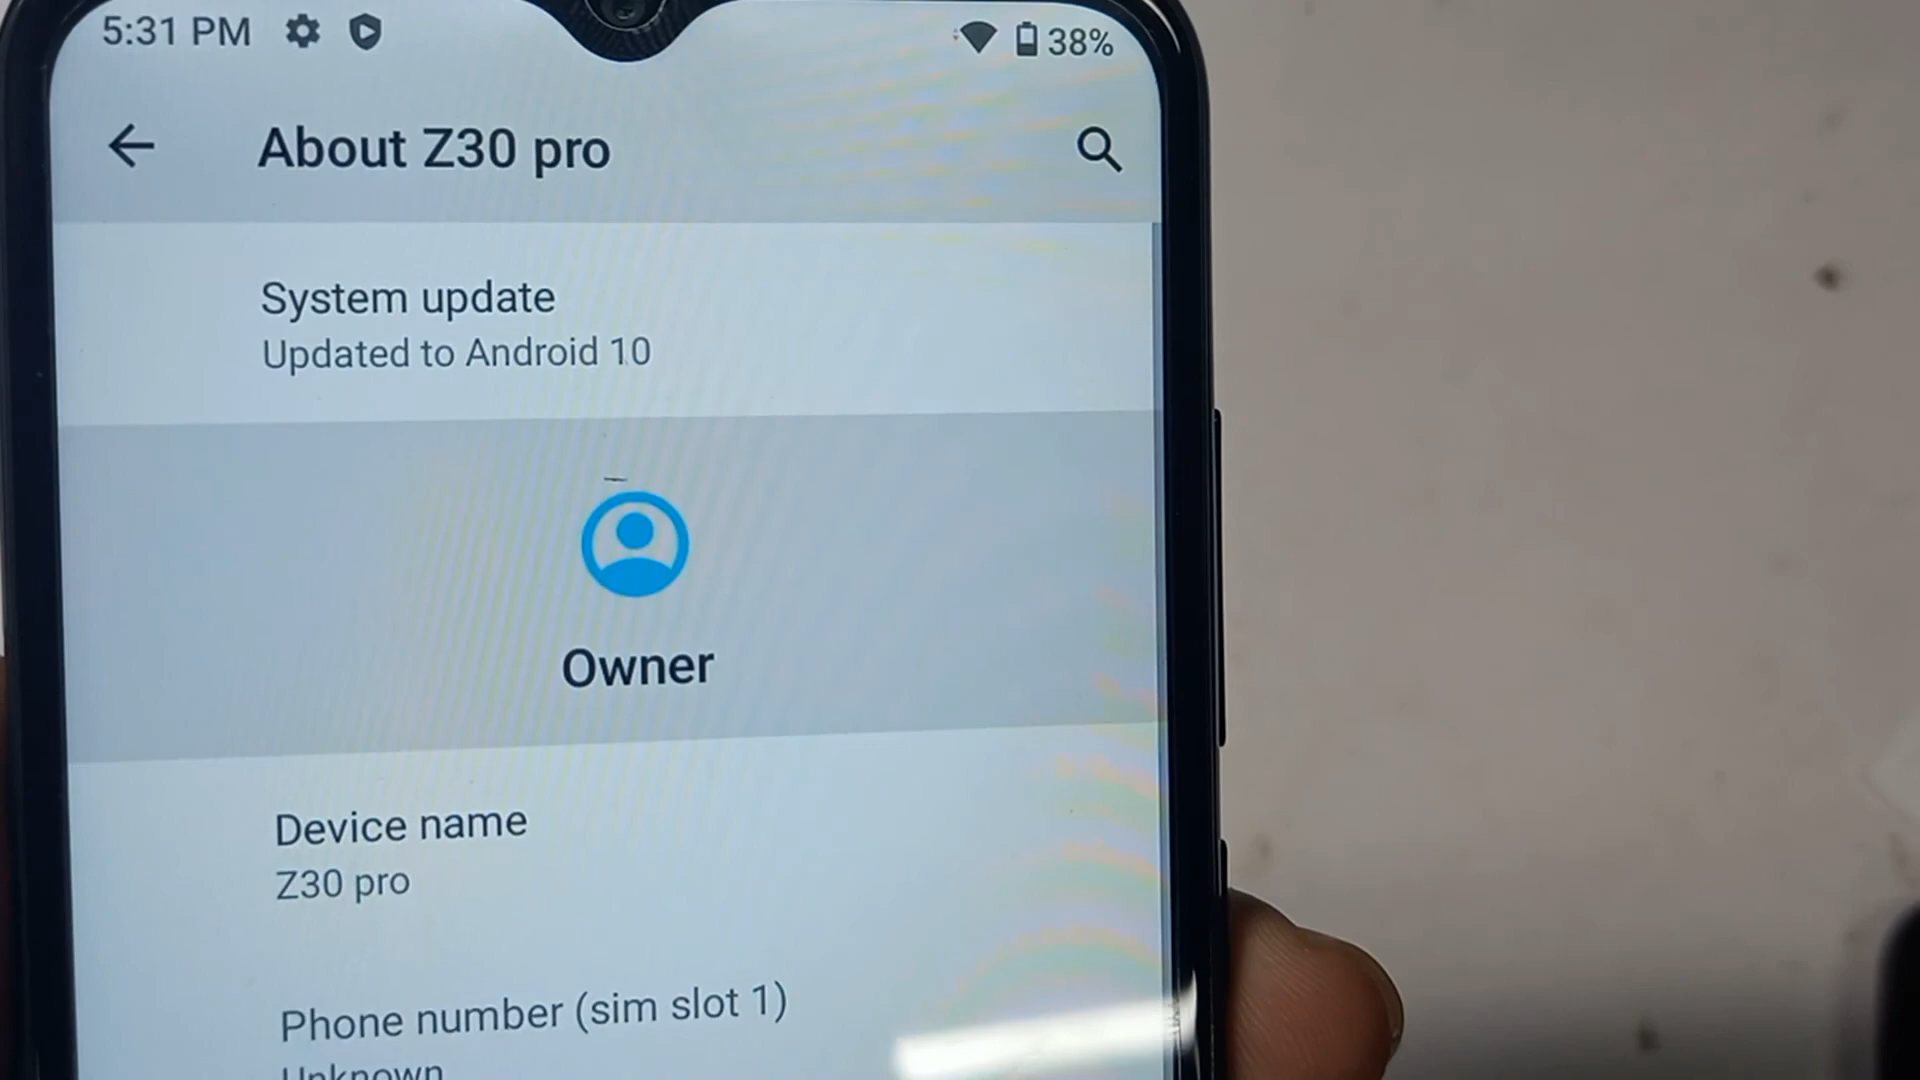 5:31 PM
38%
About Z30 pro
System update
Updated to Android 10
Owner
Device name
Z30 pro
Phone number (sim slot 1)
Unknown